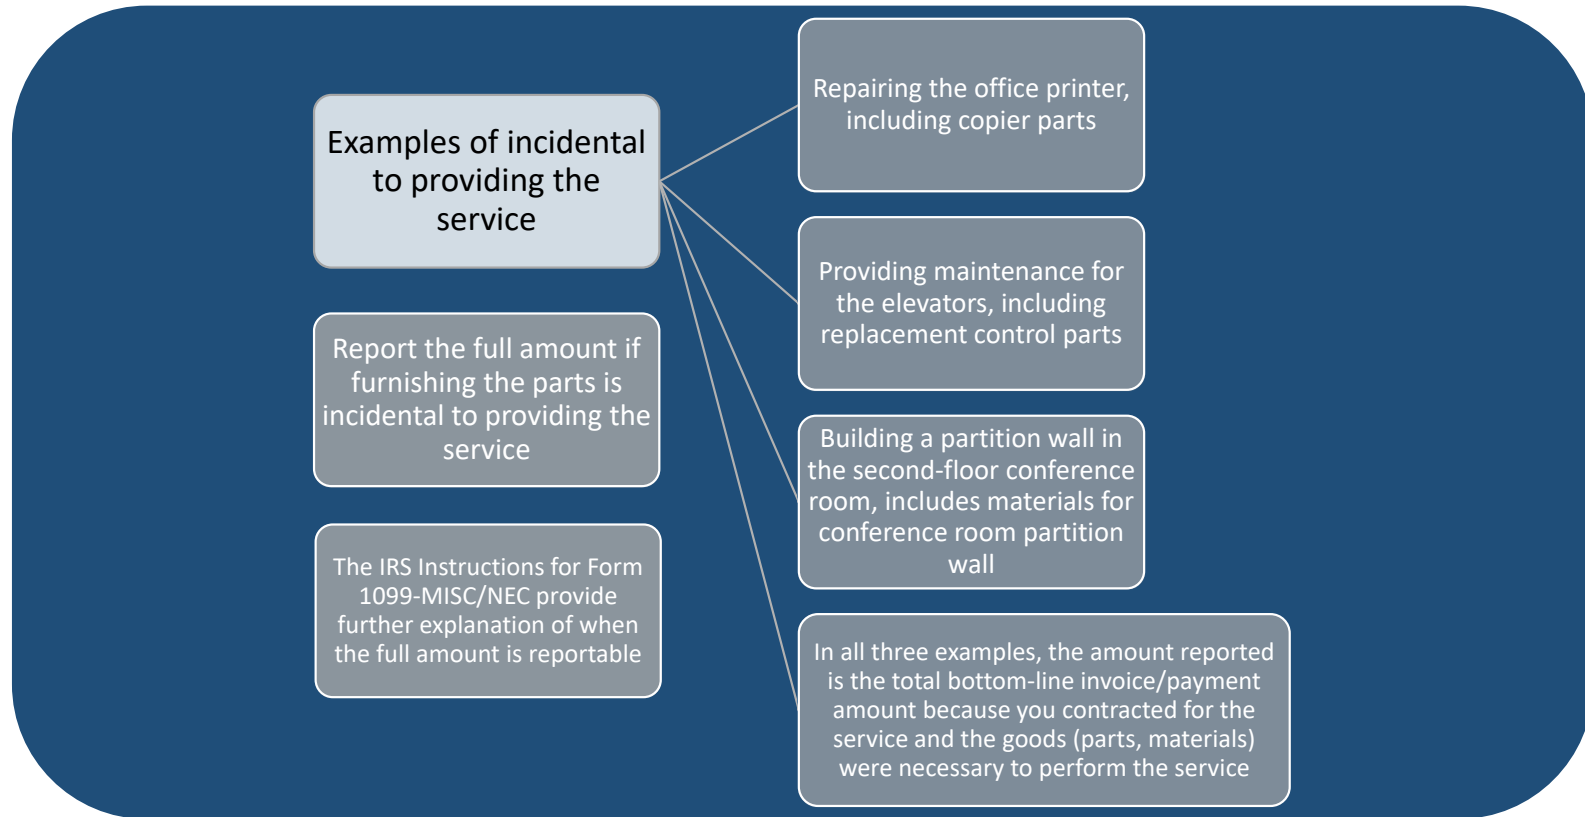 Examples of incidental
to providing the
service
Report the full amount if
furnishing the parts is
incidental to providing the
service
The IRS Instructions for Form
1099-MISC/NEC provide
further explanation of when
the full amount is reportable
Repairing the office printer,
including copier parts
Providing maintenance for
the elevators, including
replacement control parts
Building a partition wall in
the second-floor conference
room, includes materials for
conference room partition
wall
In all three examples, the amount reported
is the total bottom-line invoice/payment
amount because you contracted for the
service and the goods (parts, materials)
were necessary to perform the service